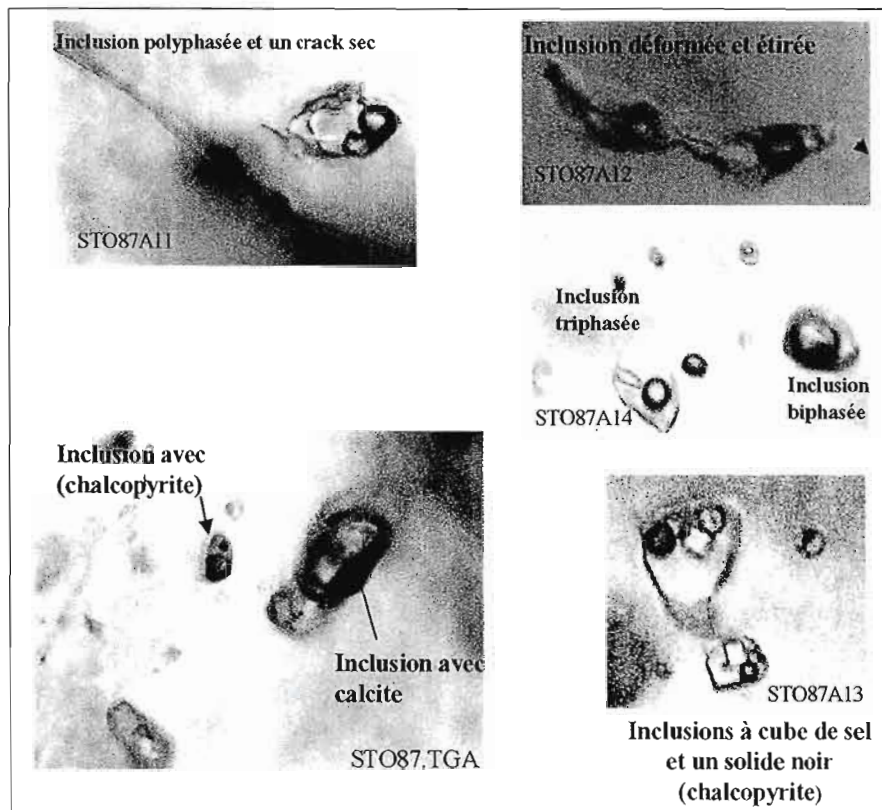 Inclusion polyphasée et un crack sec
STO87A11
Inclusion déformée et étirée
STO87A12
Inclusion
triphasée
Inclusion
biphasée
STO87A14
Inclusion avec
(chalcopyrite)
Inclusion avec
calcite
STO87,TGA
STO87A13
Inclusions à cube de sel
et un solide noir
(chalcopyrite)